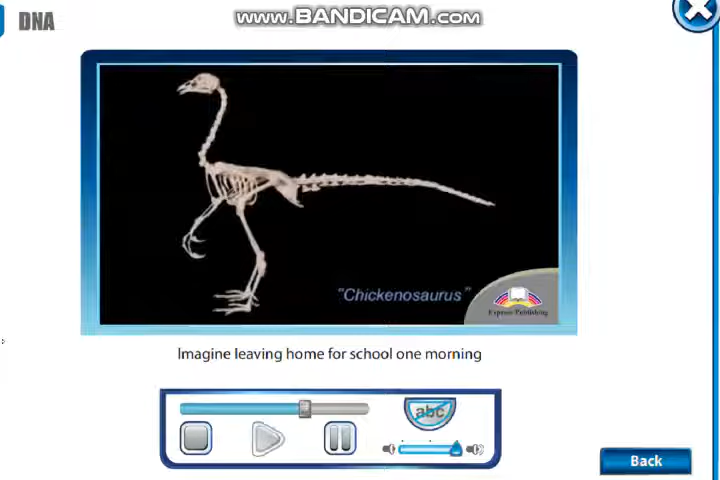 DNA
www.BANDICAM.com
"Chickenosaurus"
Express Publishing
Imagine leaving home for school one morning
abc
Back